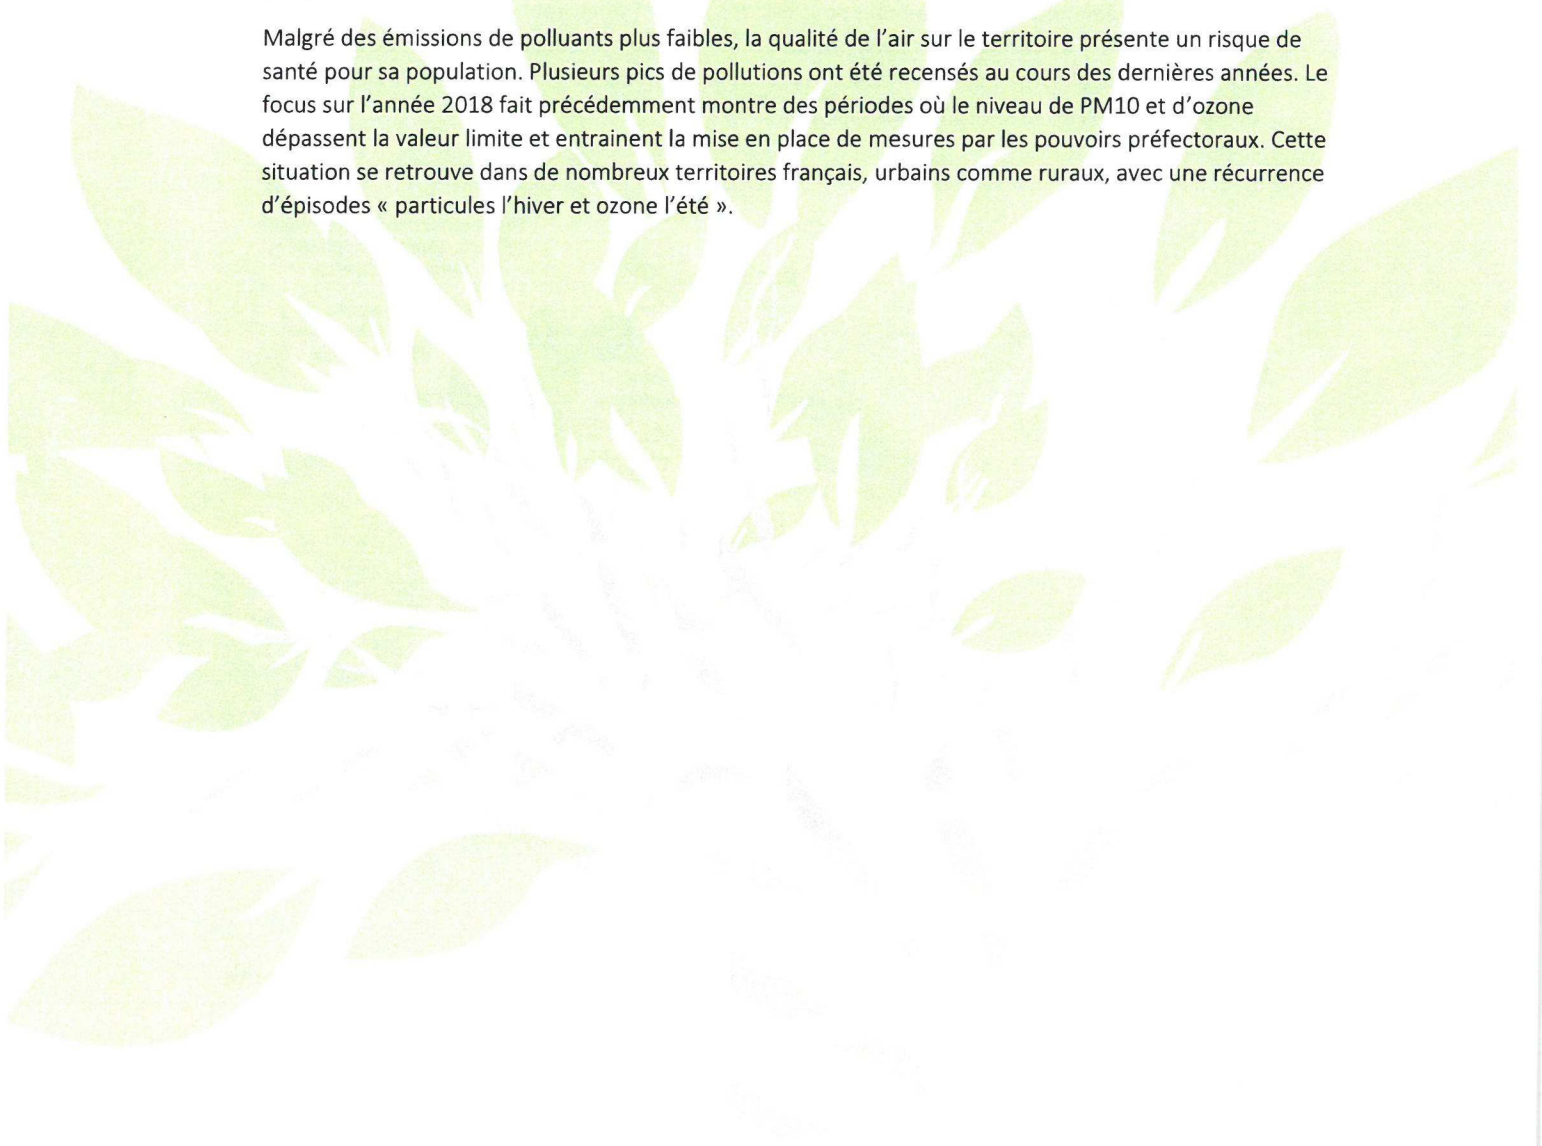 Malgré des émissions de polluants plus faibles, la qualité de l'air sur le territoire présente un risque de
santé pour sa population. Plusieurs pics de pollutions ont été recensés au cours des dernières années. Le
focus sur l'année 2018 fait précédemment montre des périodes où le niveau de PM10 et d'ozone
dépassent la valeur limite et entrainent la mise en place de mesures par les pouvoirs préfectoraux. Cette
situation se retrouve dans de nombreux territoires français, urbains comme ruraux, avec une récurrence
d'épisodes « particules l'hiver et ozone l'été ».